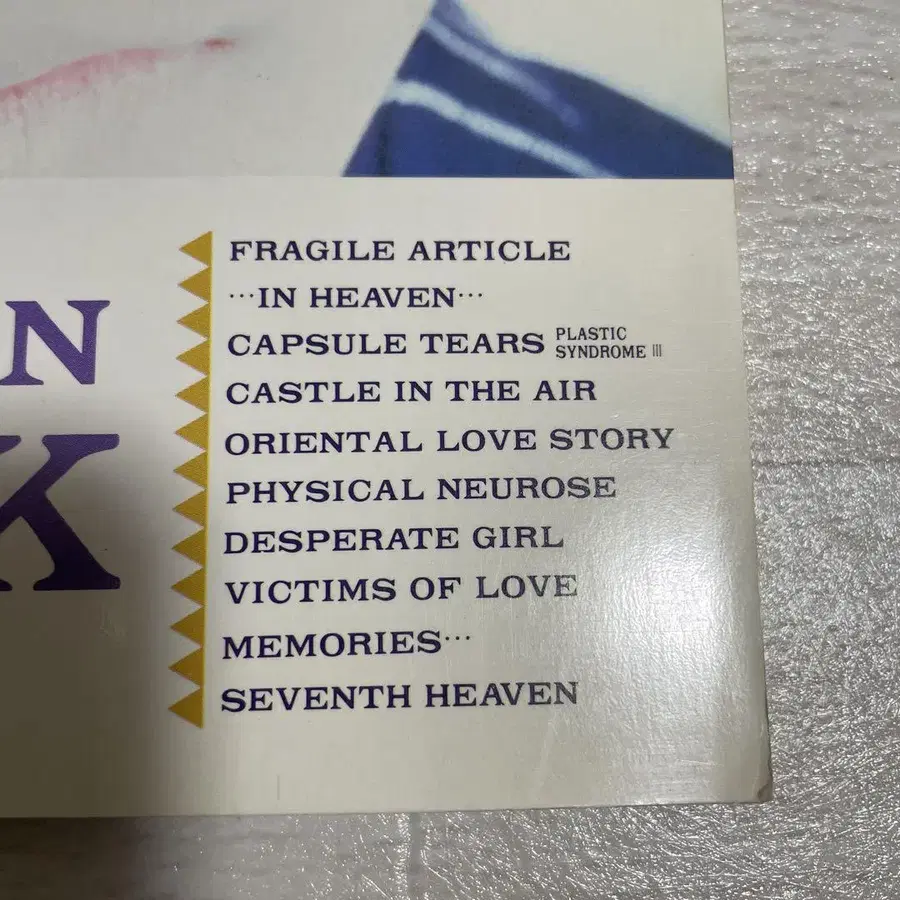 N
K
FRAGILE ARTICLE
···IN HEAVEN···
CAPSULE TEARS PLASTIC SYNDROME III
CASTLE IN THE AIR
ORIENTAL LOVE STORY
PHYSICAL NEUROSE
DESPERATE GIRL
VICTIMS OF LOVE
MEMORIES···
SEVENTH HEAVEN